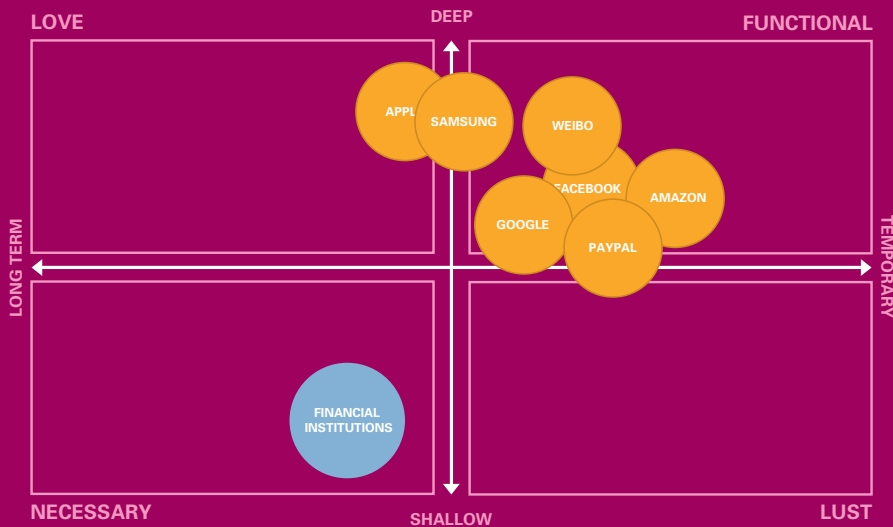 LOVE
DEEP
FUNCTIONAL
APPL
SAMSUNG
WEIBO
FACEBOOK
AMAZON
GOOGLE
PAYPAL
LONG TERM
TEMPORARY
FINANCIAL
INSTITUTIONS
NECESSARY
SHALLOW
LUST